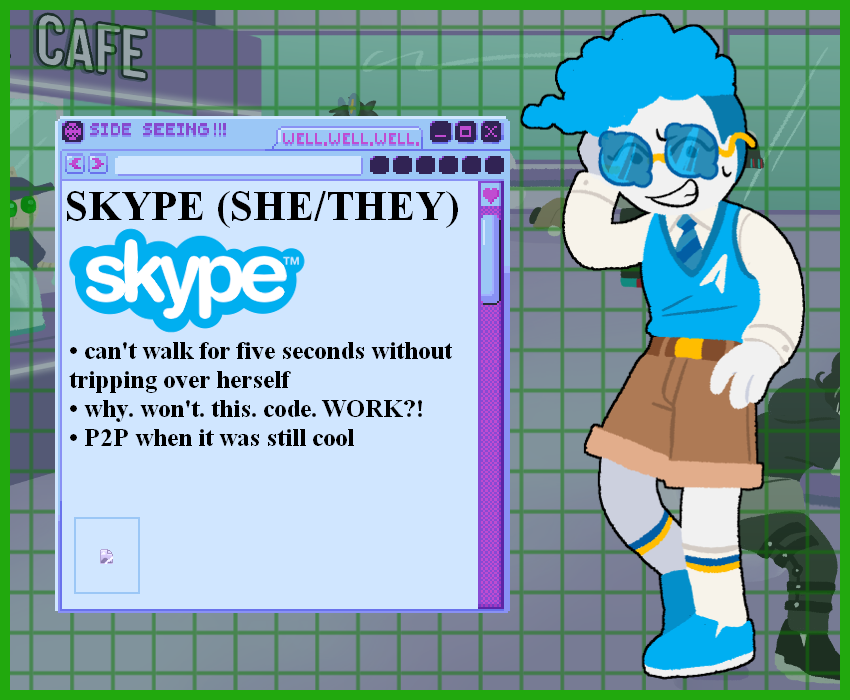 CAFE
SIDE SEEING!!!
WELL.WELL.WELL.
SKYPE (SHE/THEY)
skype™
• can't walk for five seconds without
tripping over herself
• why. won't. this. code. WORK?!
• P2P when it was still cool